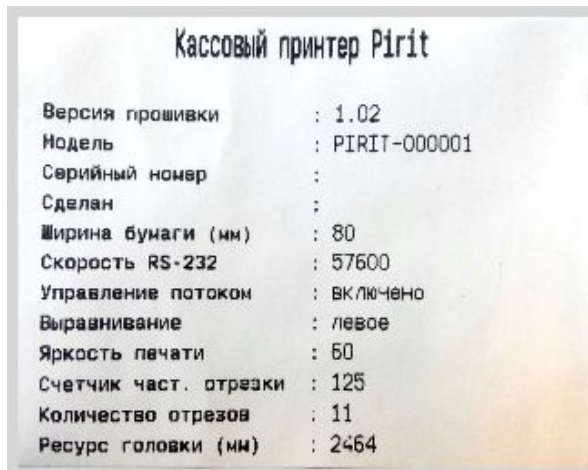 Кассовый принтер Pirit
Версия прошивки : 1.02
Модель : PIRIT-000001
Серийный номер :
Сделан :
Ширина бумаги (мм) : 80
Скорость RS-232 : 57600
Управление потоком : включено
Выравнивание : левое
Яркость печати : 60
Счетчик част. отрезки : 125
Количество отрезов : 11
Ресурс головки (мм) : 2464